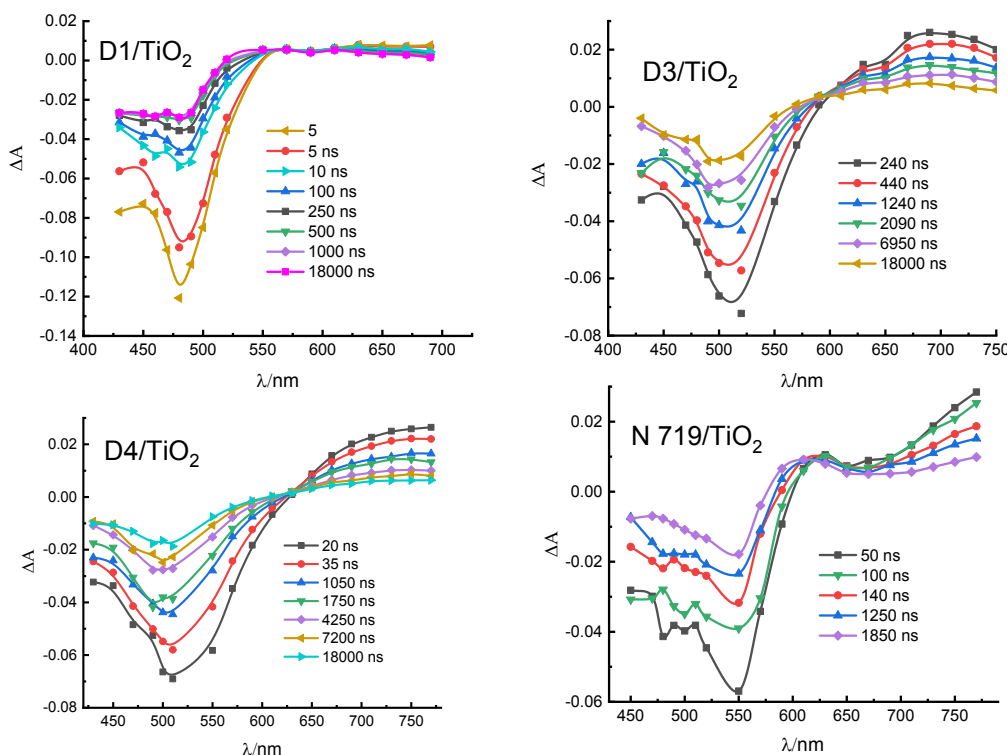 D1/TiO₂
ΔA
0.02
0.00
-0.02
-0.04
-0.06
-0.08
-0.10
-0.12
-0.14
5
5 ns
10 ns
100 ns
250 ns
500 ns
1000 ns
18000 ns
400 450 500 550 600 650 700
λ/nm
D3/TiO₂
ΔA
0.02
0.00
-0.02
-0.04
-0.06
-0.08
240 ns
440 ns
1240 ns
2090 ns
6950 ns
18000 ns
400 450 500 550 600 650 700 750
λ/nm
D4/TiO₂
ΔA
0.02
0.00
-0.02
-0.04
-0.06
-0.08
20 ns
35 ns
1050 ns
1750 ns
4250 ns
7200 ns
18000 ns
450 500 550 600 650 700 750
λ/nm
N 719/TiO₂
ΔA
0.02
0.00
-0.02
-0.04
-0.06
50 ns
100 ns
140 ns
1250 ns
1850 ns
450 500 550 600 650 700 750
λ/nm